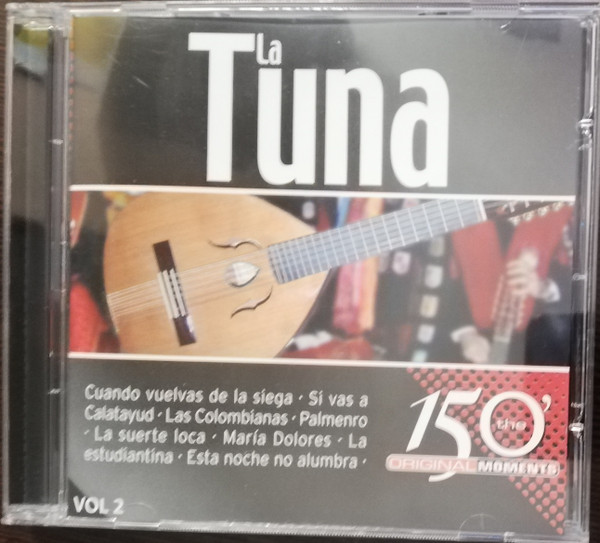 La
Tuna
Cuando vuelvas de la siega · Si vas a
Calatayud · Las Colombianas · Palmenro
· La suerte loca · María Dolores · La
estudiantina · Esta noche no alumbra ·
the 150'
ORIGINAL MOMENTS
VOL 2